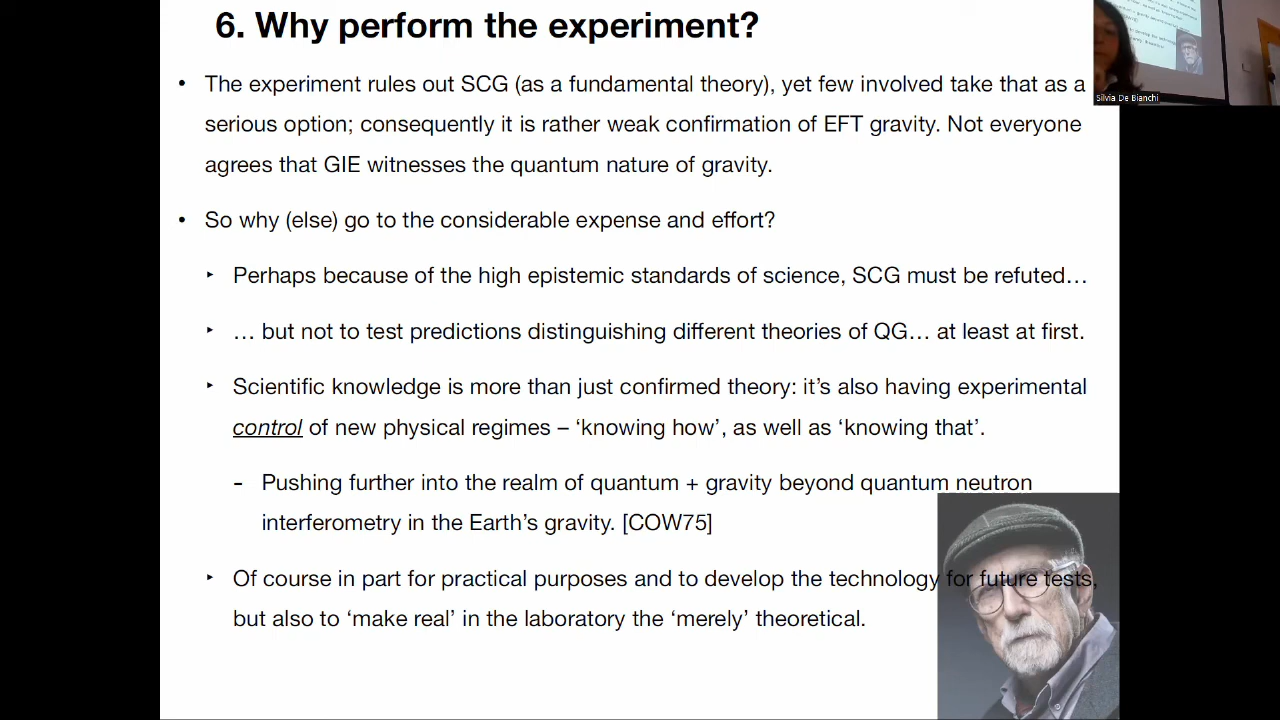 6. Why perform the experiment?
• The experiment rules out SCG (as a fundamental theory), yet few involved take that as a
serious option; consequently it is rather weak confirmation of EFT gravity. Not everyone
agrees that GIE witnesses the quantum nature of gravity.
• So why (else) go to the considerable expense and effort?
‣ Perhaps because of the high epistemic standards of science, SCG must be refuted…
‣ … but not to test predictions distinguishing different theories of QG… at least at first.
‣ Scientific knowledge is more than just confirmed theory: it’s also having experimental
control of new physical regimes – ‘knowing how’, as well as ‘knowing that’.
- Pushing further into the realm of quantum + gravity beyond quantum neutron
interferometry in the Earth’s gravity. [COW75]
‣ Of course in part for practical purposes and to develop the technology for future tests,
but also to ‘make real’ in the laboratory the ‘merely’ theoretical.
Silvia De Bianchi